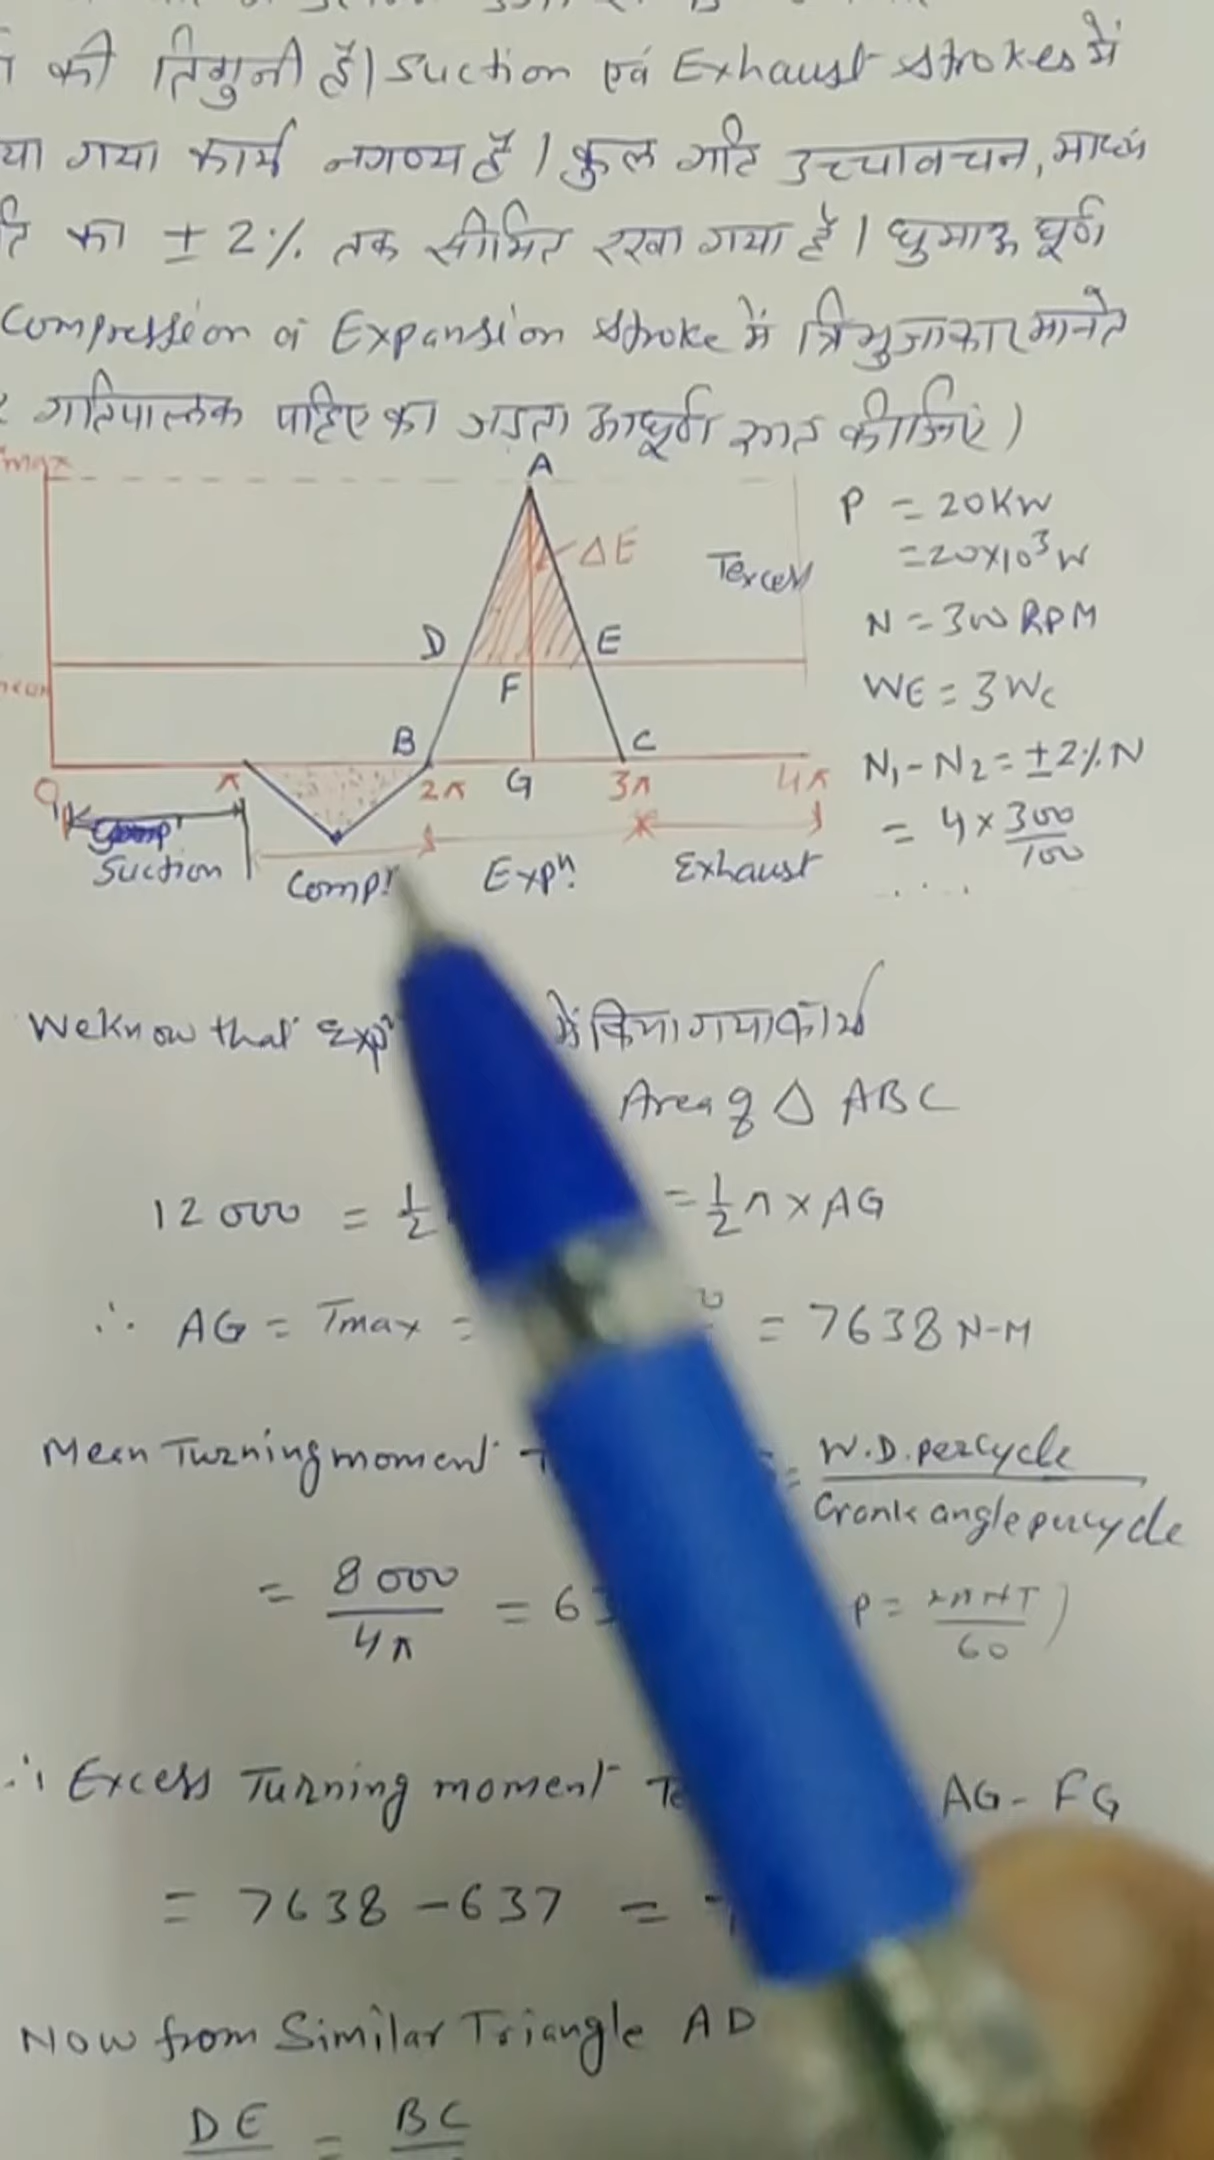 की तिगुनी है। Suction एवं Exhaust strokes में
या गया कार्य नगण्य है। कुल गति उच्चावचन, माध्य
का ± 2% तक सीमित रखा गया है। घुमाऊ घूर्ण
Compression व Expansion stroke में त्रिभुजाकार मानते
गतिपालक पहिए का जड़ता आघूर्ण ज्ञात कीजिए।
max A
P = 20KW
ΔE
= 20×10³ W
Texcess
N = 300 RPM
D E
F
WE = 3Wc
B C
N1 - N2 = ±2% N
0 π 2π G 3π 4π
= 4 × 300/100
Suction Comp! Expⁿ. Exhaust
We know that Expⁿ में किया गया कार्य
Area of Δ ABC
12000 = 1/2 = 1/2 π × AG
∴ AG = Tmax = = 7638 N-M
Mean Turning moment = W.D. per cycle / Crank angle per cycle
= 8000/4π = 6 P = 2πNT/60 )
∴ Excess Turning moment AG - FG
= 7638 - 637 =
Now from Similar Triangle AD
DE = BC